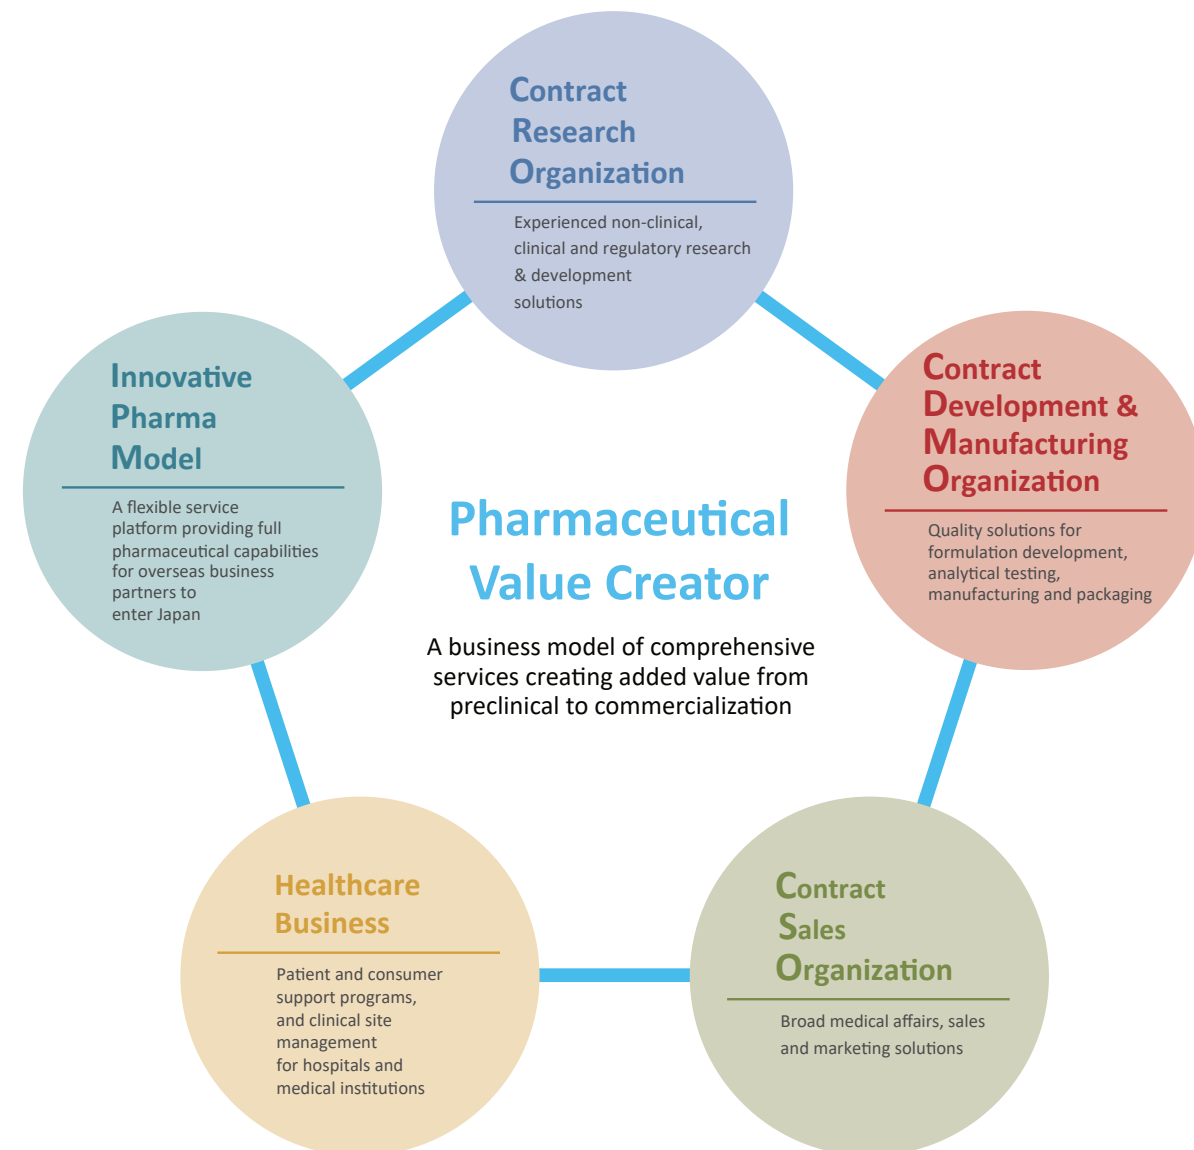 Contract
Research
Organization
Experienced non-clinical,
clinical and regulatory research
& development
solutions
Innovative
Pharma
Model
A flexible service
platform providing full
pharmaceutical capabilities
for overseas business
partners to
enter Japan
Contract
Development &
Manufacturing
Organization
Quality solutions for
formulation development,
analytical testing,
manufacturing and packaging
Pharmaceutical
Value Creator
A business model of comprehensive
services creating added value from
preclinical to commercialization
Healthcare
Business
Patient and consumer
support programs,
and clinical site
management
for hospitals and
medical institutions
Contract
Sales
Organization
Broad medical affairs, sales
and marketing solutions